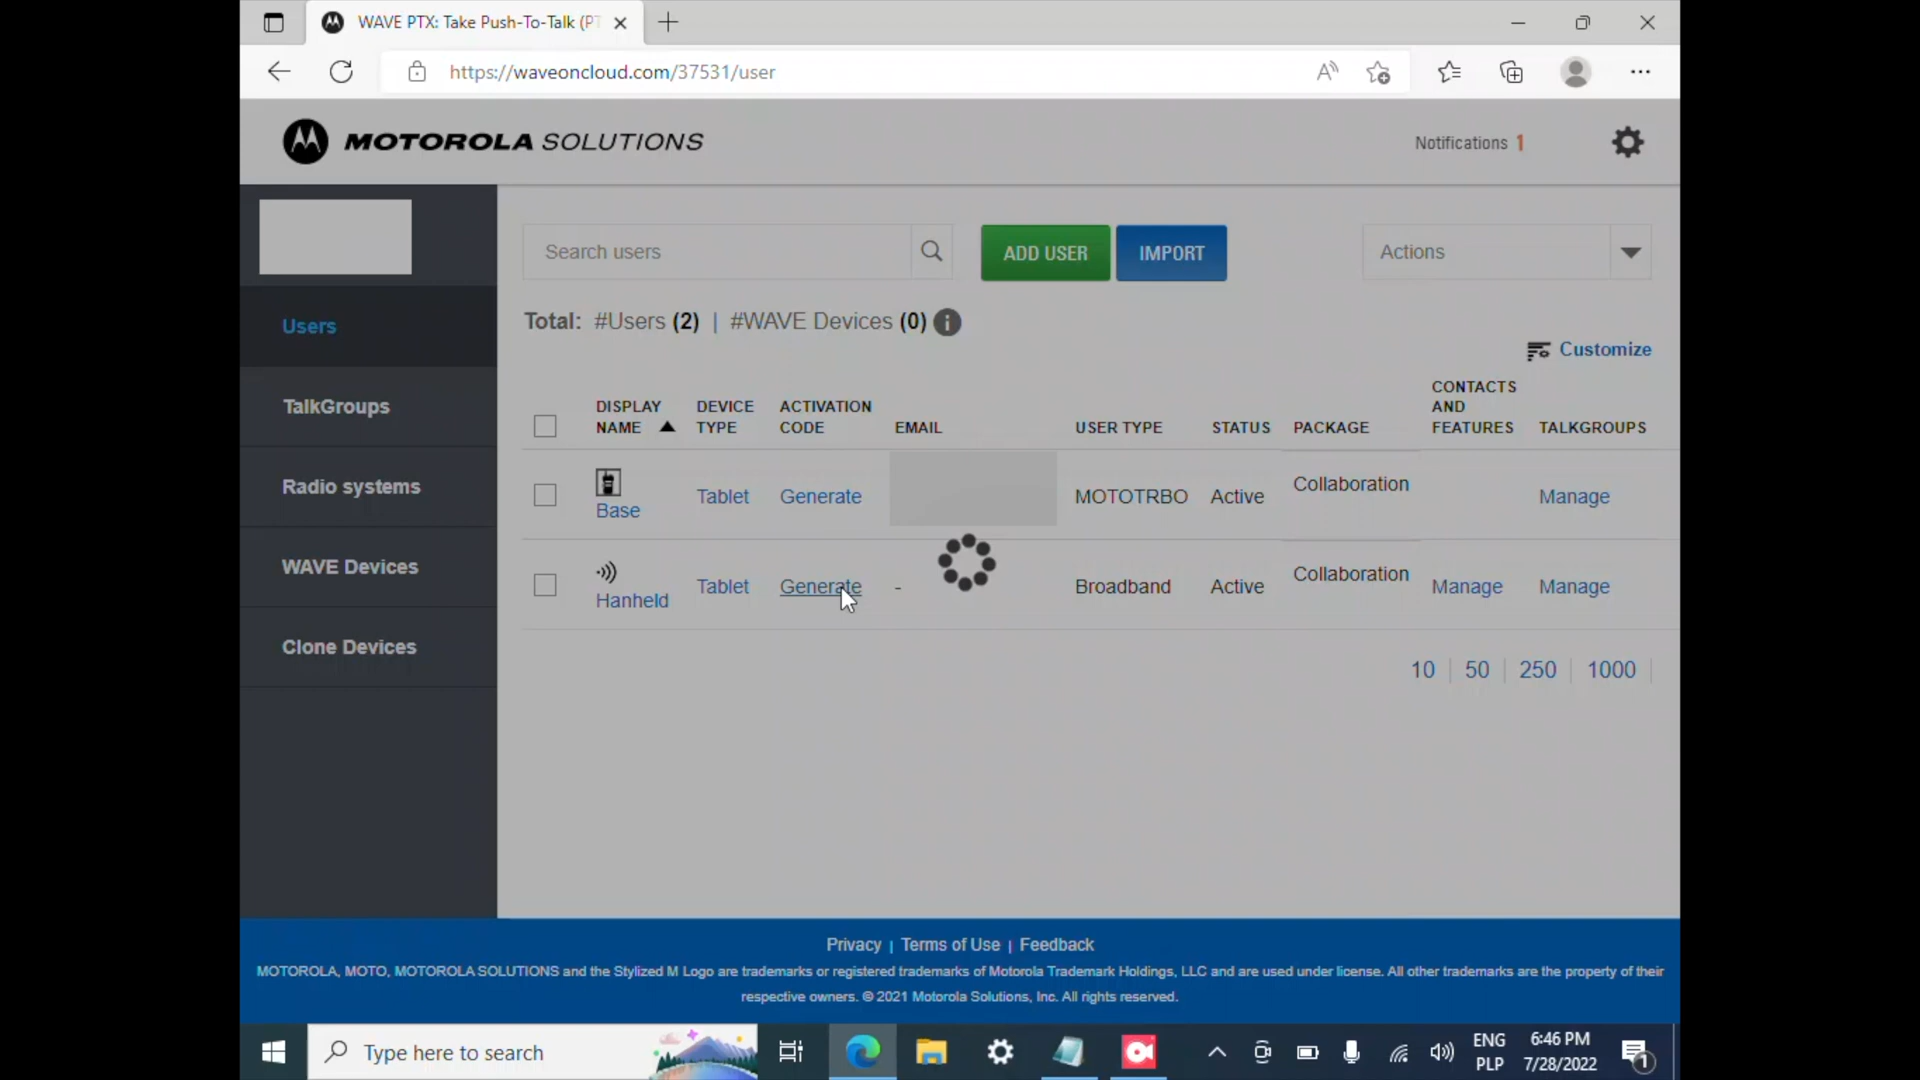 WAVE PTX: Take Push-To-Talk (PT
https://waveoncloud.com/37531/user
MOTOROLA SOLUTIONS
Notifications 1
Search users
ADD USER
IMPORT
Actions
Total: #Users (2) | #WAVE Devices (0)
Customize
Users
TalkGroups
Radio systems
WAVE Devices
Clone Devices
DISPLAY NAME DEVICE TYPE ACTIVATION CODE EMAIL USER TYPE STATUS PACKAGE CONTACTS AND FEATURES TALKGROUPS
Base Tablet Generate MOTOTRBO Active Collaboration Manage
Hanheld Tablet Generate - Broadband Active Collaboration Manage Manage
10 | 50 | 250 | 1000 |
Privacy | Terms of Use | Feedback
MOTOROLA, MOTO, MOTOROLA SOLUTIONS and the Stylized M Logo are trademarks or registered trademarks of Motorola Trademark Holdings, LLC and are used under license. All other trademarks are the property of their
respective owners. © 2021 Motorola Solutions, Inc. All rights reserved.
Type here to search
ENG
PLP
6:46 PM
7/28/2022
1